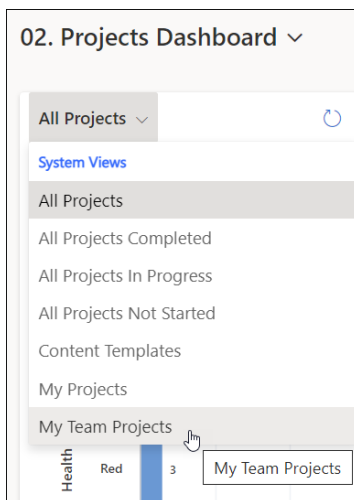 02. Projects Dashboard
All Projects
System Views
All Projects
All Projects Completed
All Projects In Progress
All Projects Not Started
Content Templates
My Projects
My Team Projects
Health
Red
3
My Team Projects